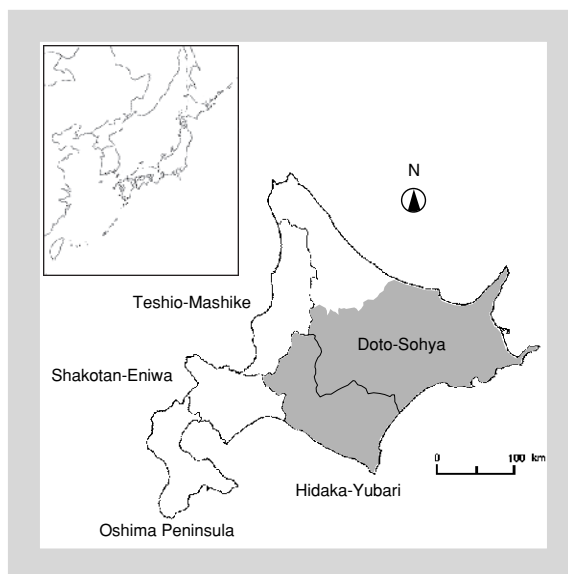 N
Teshio-Mashike
Doto-Sohya
Shakotan-Eniwa
0 100 km
Hidaka-Yubari
Oshima Peninsula